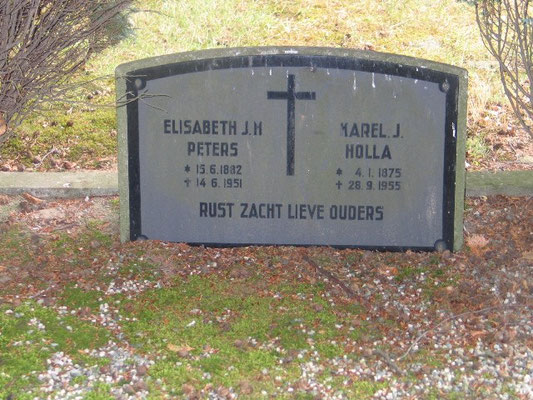 ELISABETH J.H
PETERS
* 15.6.1882
† 14.6.1951
KAREL.J.
HOLLA
* 4.1.1875
† 28.9.1955
RUST ZACHT LIEVE OUDERS